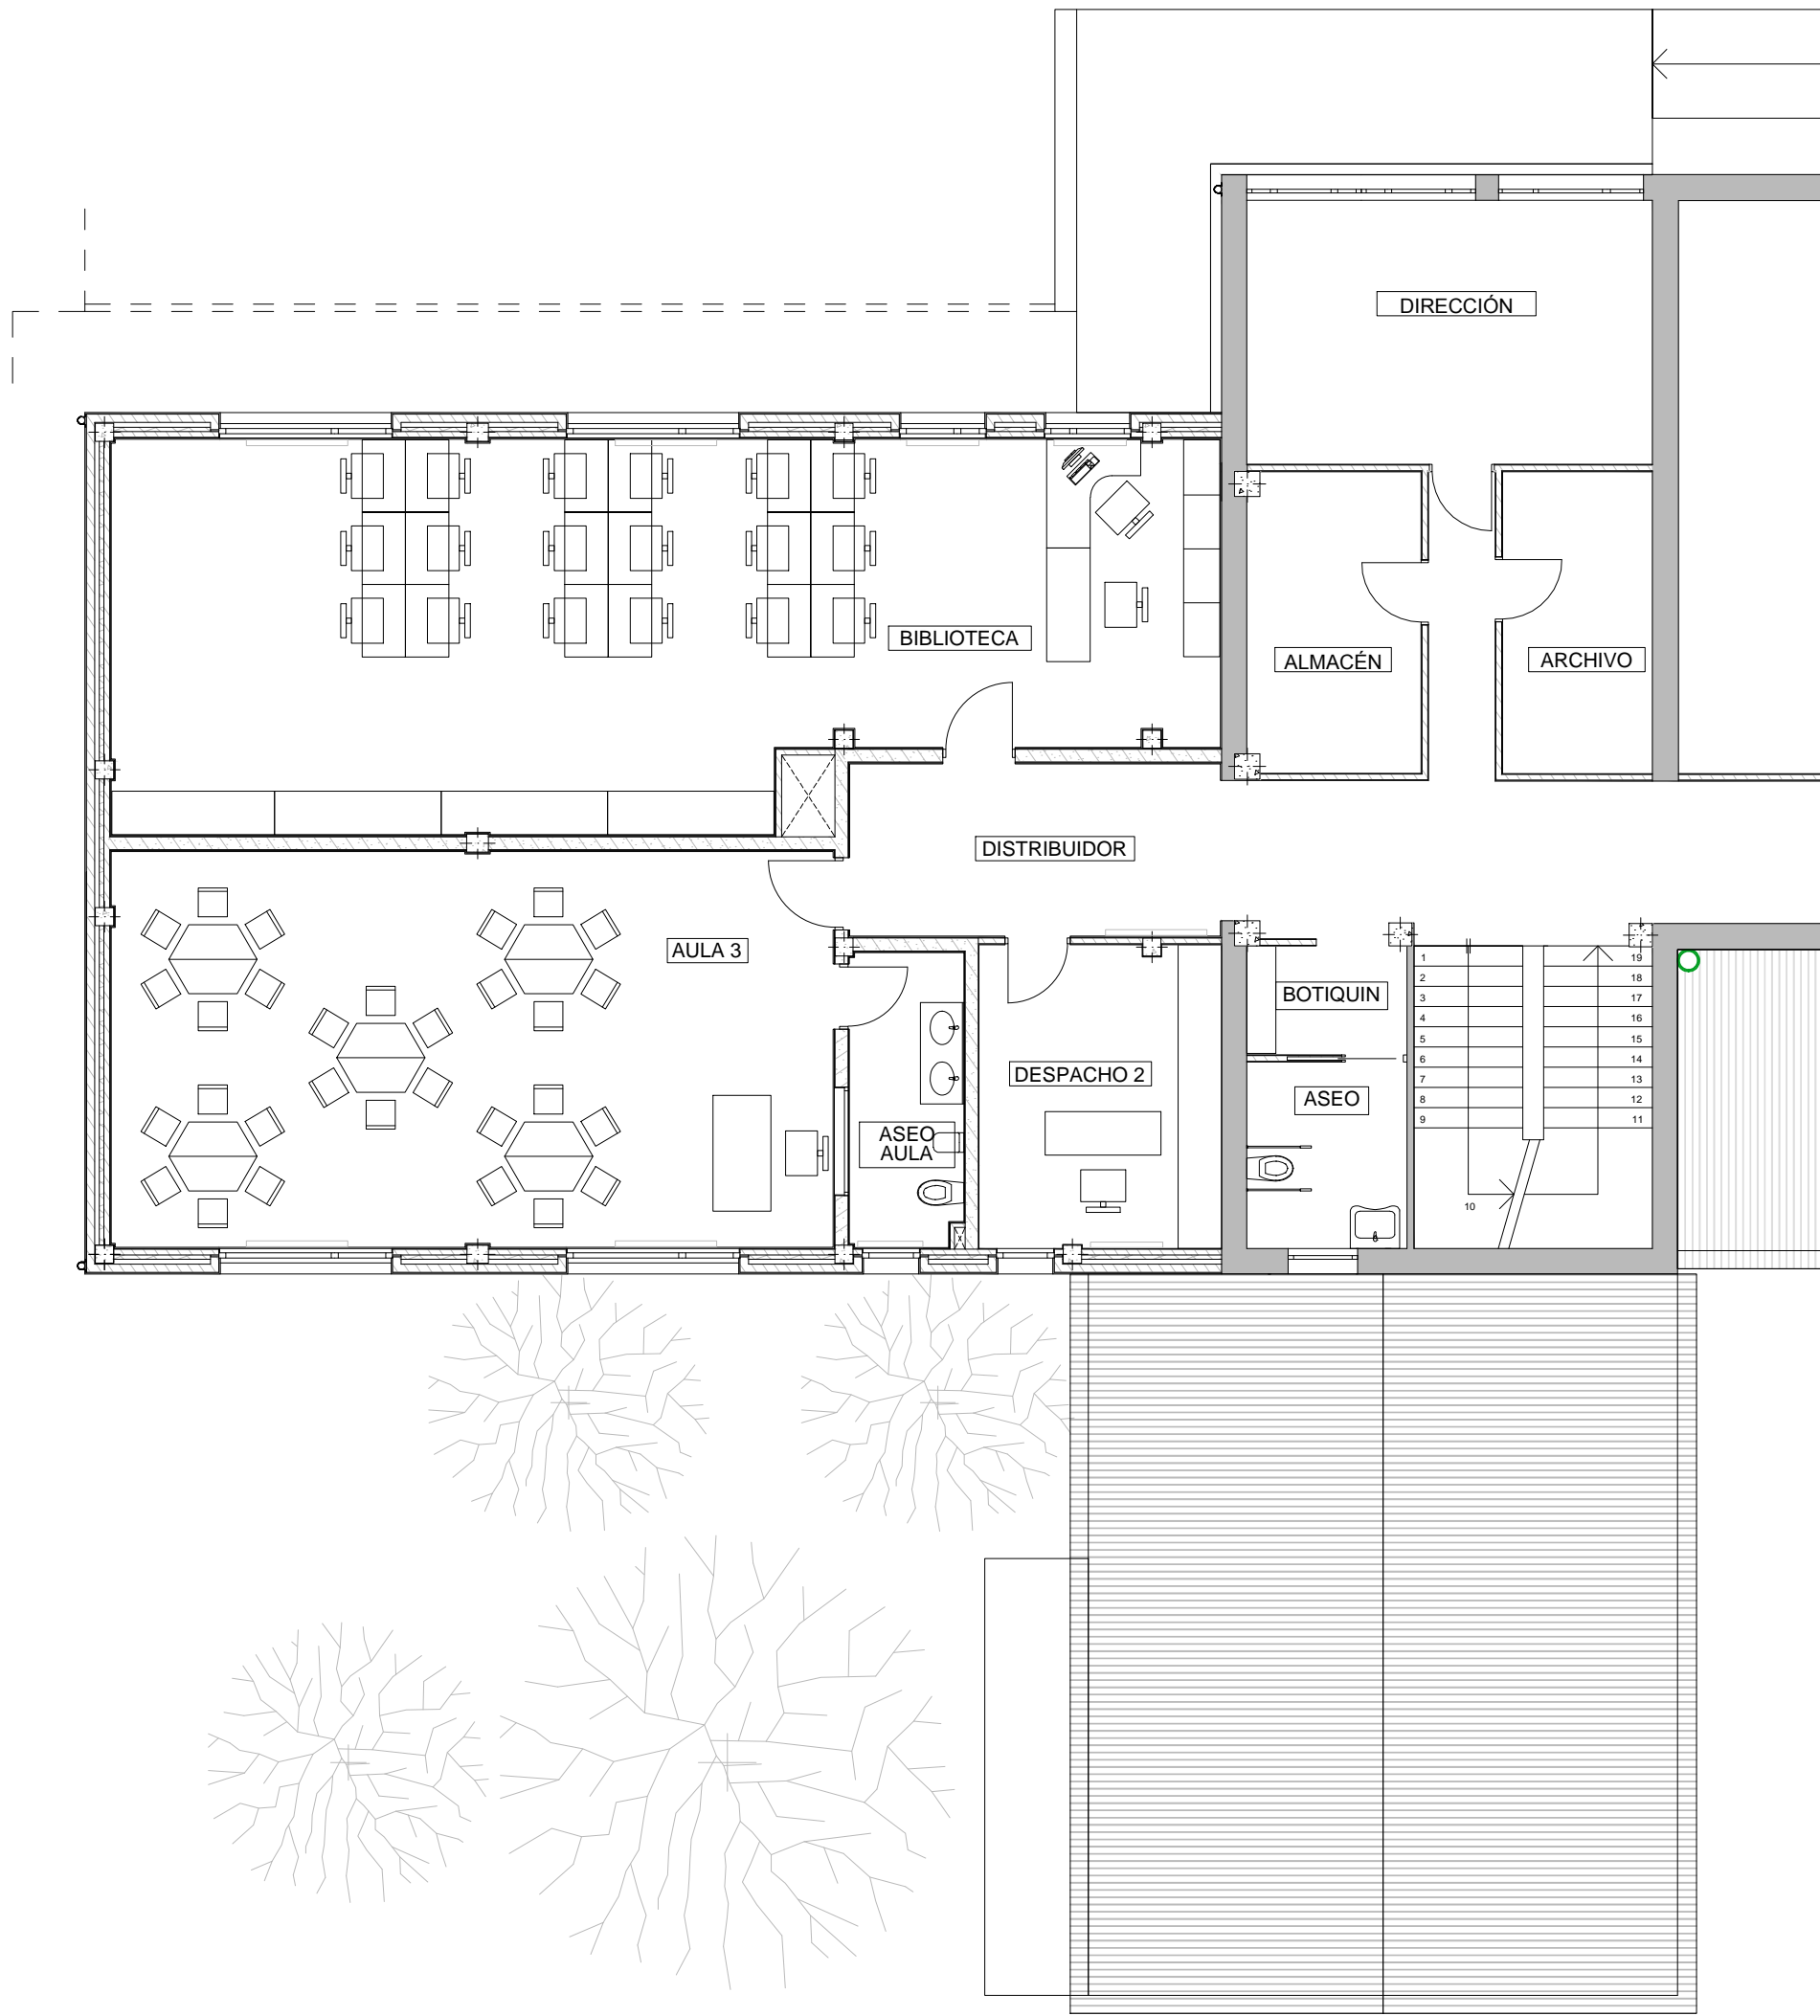 DIRECCIÓN
BIBLIOTECA
ALMACÉN
ARCHIVO
DISTRIBUIDOR
AULA 3
BOTIQUIN
DESPACHO 2
ASEO
ASEO
AULA
1
2
3
4
5
6
7
8
9
10
19
18
17
16
15
14
13
12
11